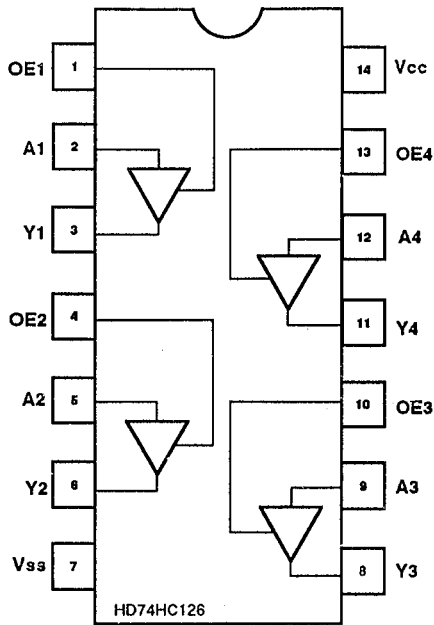 OE1 1 14 Vcc
A1 2 13 OE4
Y1 3 12 A4
OE2 4 11 Y4
A2 5 10 OE3
Y2 6 9 A3
Vss 7 8 Y3
HD74HC126